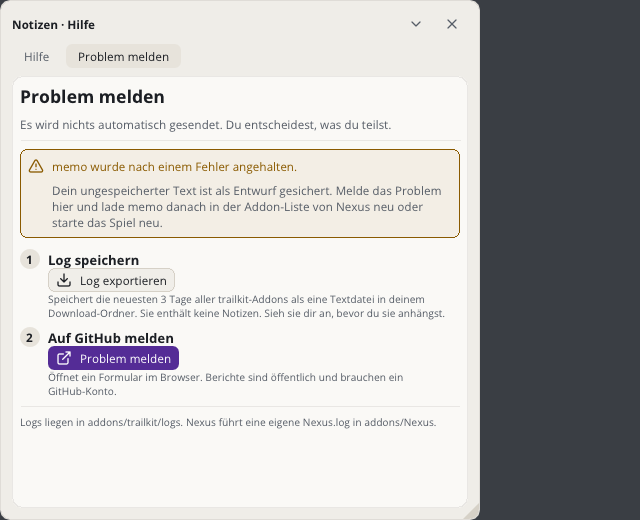 Notizen · Hilfe
Hilfe
Problem melden
Problem melden
Es wird nichts automatisch gesendet. Du entscheidest, was du teilst.
memo wurde nach einem Fehler angehalten.
Dein ungespeicherter Text ist als Entwurf gesichert. Melde das Problem
hier und lade memo danach in der Addon-Liste von Nexus neu oder
starte das Spiel neu.
1 Log speichern
Log exportieren
Speichert die neuesten 3 Tage aller trailkit-Addons als eine Textdatei in deinem
Download-Ordner. Sie enthält keine Notizen. Sieh sie dir an, bevor du sie anhängst.
2 Auf GitHub melden
Problem melden
Öffnet ein Formular im Browser. Berichte sind öffentlich und brauchen ein
GitHub-Konto.
Logs liegen in addons/trailkit/logs. Nexus führt eine eigene Nexus.log in addons/Nexus.